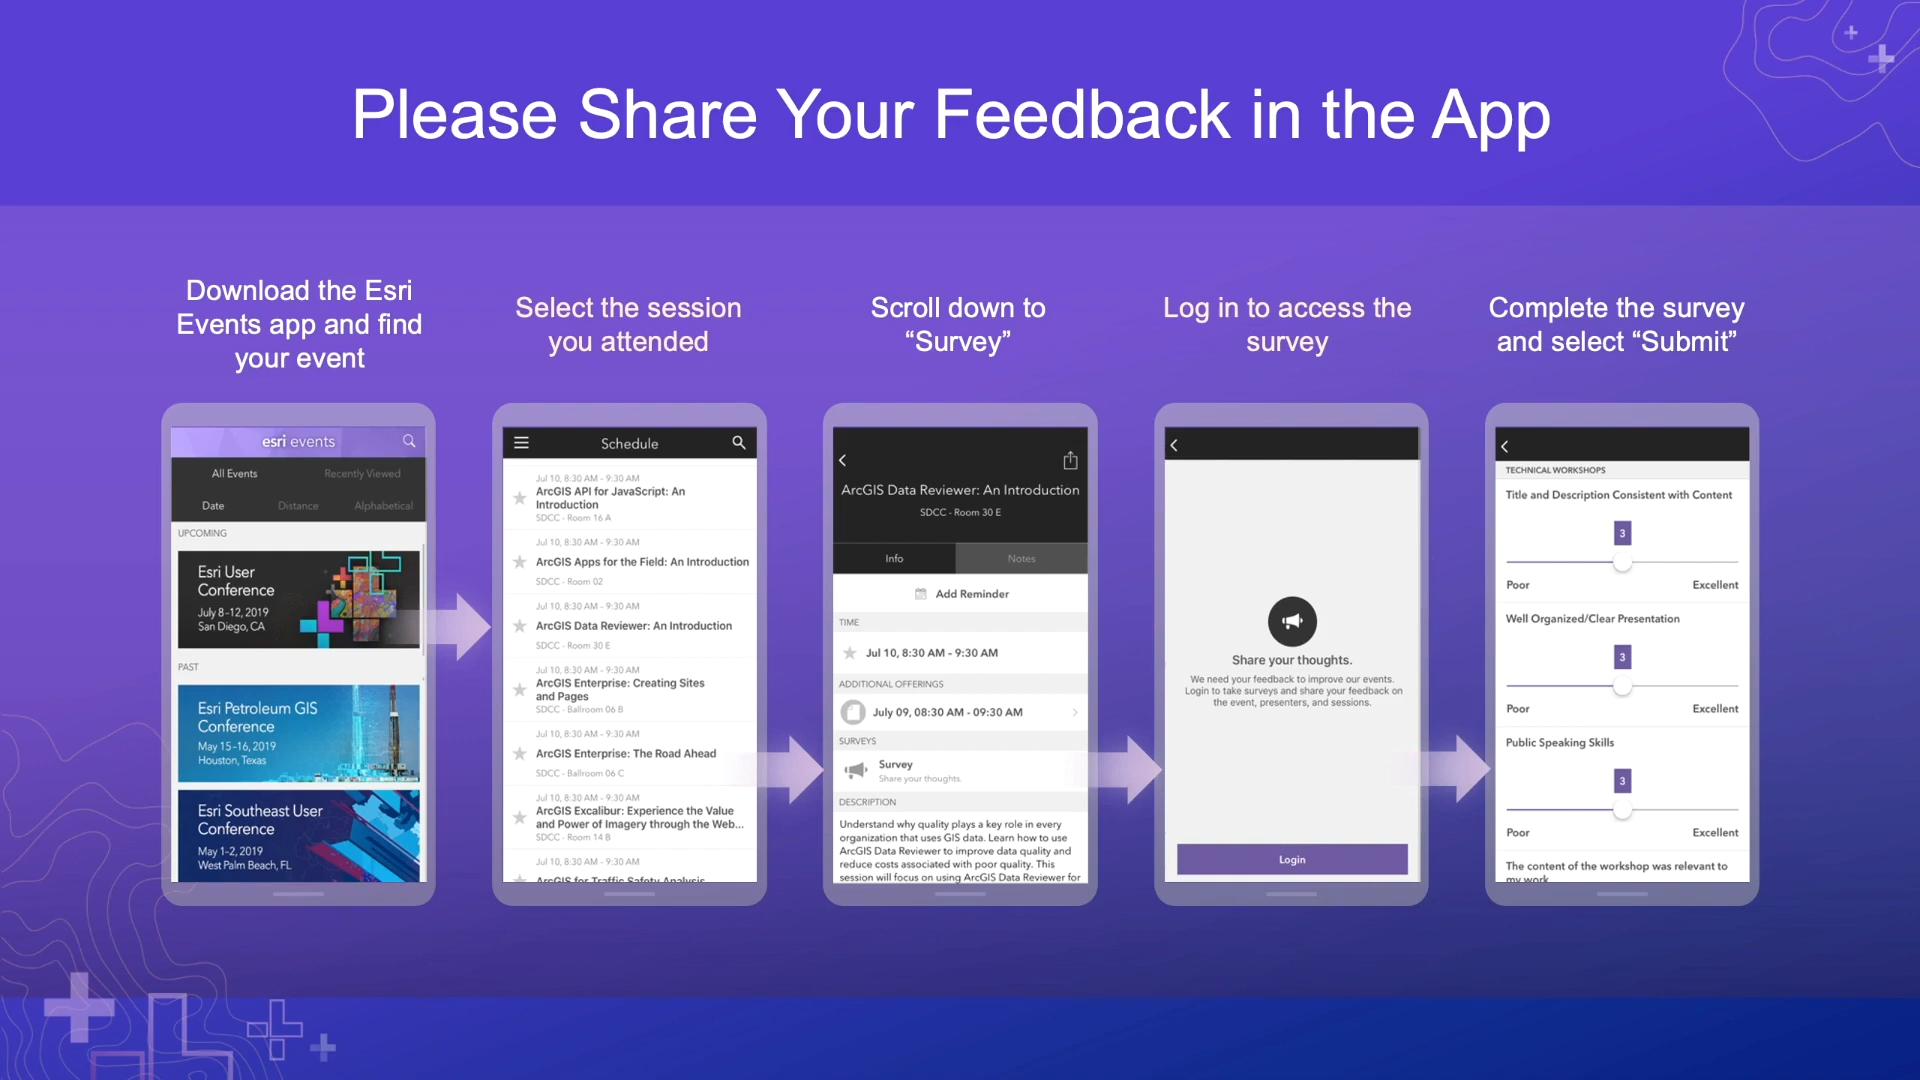 Please Share Your Feedback in the App
Download the Esri
Events app and find
your event
Select the session
you attended
Scroll down to
“Survey”
Log in to access the
survey
Complete the survey
and select “Submit”
esri events
All Events Recently Viewed
Date Distance Alphabetical
UPCOMING
Esri User
Conference
July 8-12, 2019
San Diego, CA
PAST
Esri Petroleum GIS
Conference
May 15-16, 2019
Houston, Texas
Esri Southeast User
Conference
May 1-2, 2019
West Palm Beach, FL
Schedule
Jul 10, 8:30 AM - 9:30 AM
ArcGIS API for JavaScript: An
Introduction
SDCC - Room 16 A
Jul 10, 8:30 AM - 9:30 AM
ArcGIS Apps for the Field: An Introduction
SDCC - Room 02
Jul 10, 8:30 AM - 9:30 AM
ArcGIS Data Reviewer: An Introduction
SDCC - Room 30 E
Jul 10, 8:30 AM - 9:30 AM
ArcGIS Enterprise: Creating Sites
and Pages
SDCC - Ballroom 06 B
Jul 10, 8:30 AM - 9:30 AM
ArcGIS Enterprise: The Road Ahead
SDCC - Ballroom 06 C
Jul 10, 8:30 AM - 9:30 AM
ArcGIS Excalibur: Experience the Value
and Power of Imagery through the Web...
SDCC - Room 14 B
Jul 10, 8:30 AM - 9:30 AM
ArcGIS for Traffic Safety Analysis
ArcGIS Data Reviewer: An Introduction
SDCC - Room 30 E
Info Notes
Add Reminder
TIME
Jul 10, 8:30 AM - 9:30 AM
ADDITIONAL OFFERINGS
July 09, 08:30 AM - 09:30 AM
SURVEYS
Survey
Share your thoughts.
DESCRIPTION
Understand why quality plays a key role in every
organization that uses GIS data. Learn how to use
ArcGIS Data Reviewer to improve data quality and
reduce costs associated with poor quality. This
session will focus on using ArcGIS Data Reviewer for
Share your thoughts.
We need your feedback to improve our events.
Login to take surveys and share your feedback on
the event, presenters, and sessions.
Login
TECHNICAL WORKSHOPS
Title and Description Consistent with Content
3
Poor Excellent
Well Organized/Clear Presentation
3
Poor Excellent
Public Speaking Skills
3
Poor Excellent
The content of the workshop was relevant to
my work